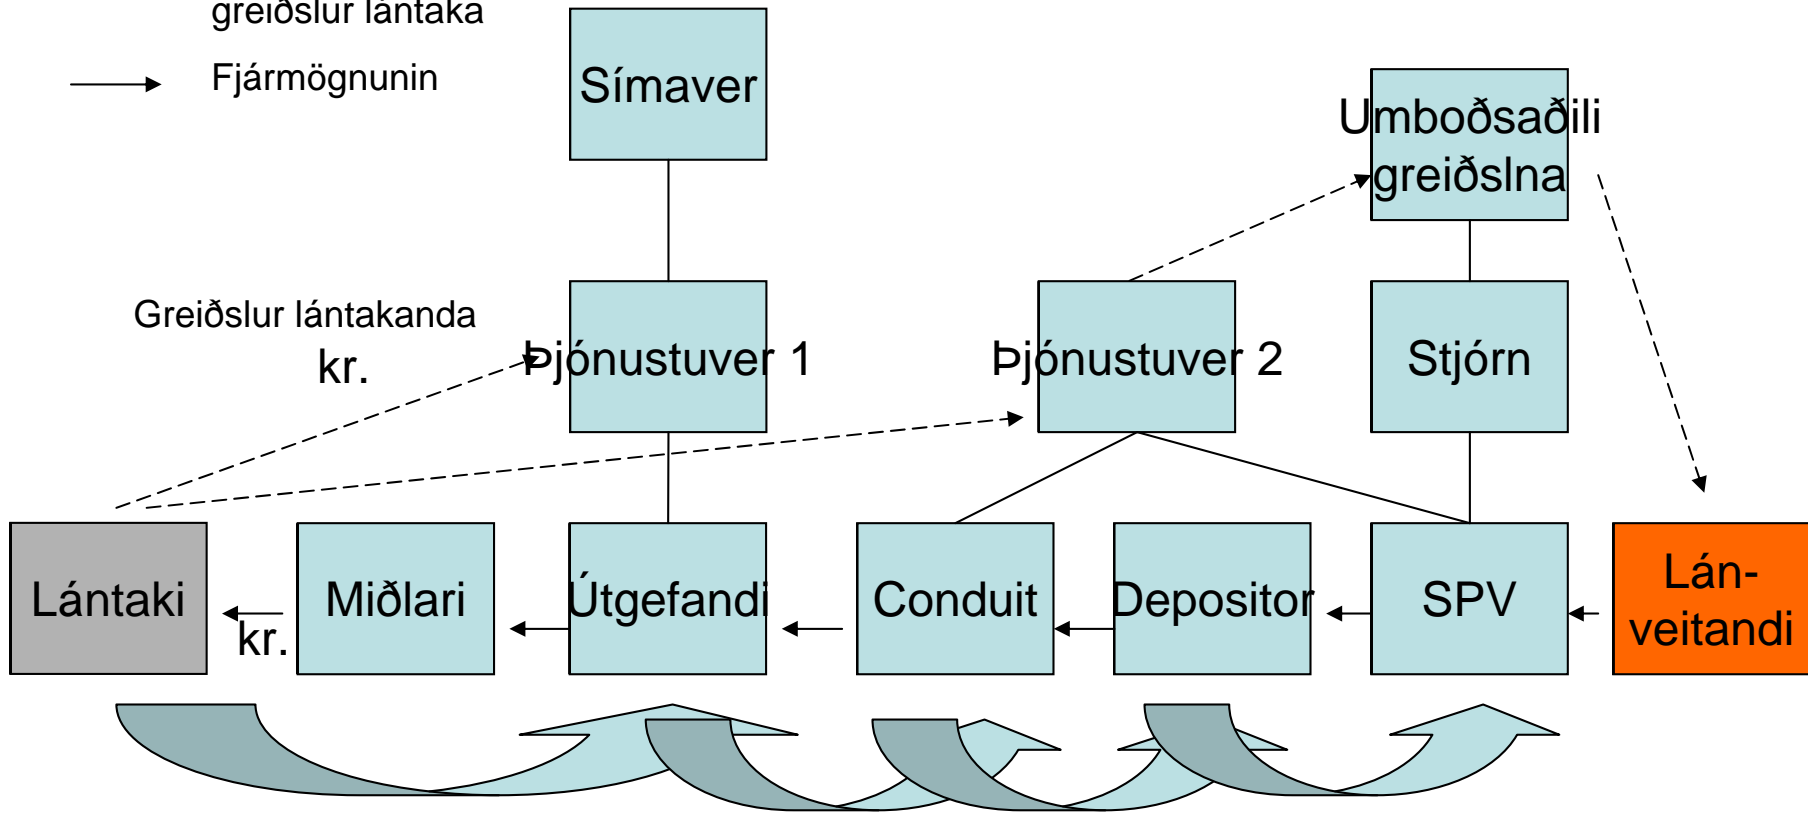 greiðslur lántaka
Fjármögnunin
Símaver
Umboðsaðili
greiðslna
Greiðslur lántakanda
kr.
Þjónustuver 1
Þjónustuver 2
Stjórn
Lántaki
kr.
Miðlari
Útgefandi
Conduit
Depositor
SPV
Lán-
veitandi